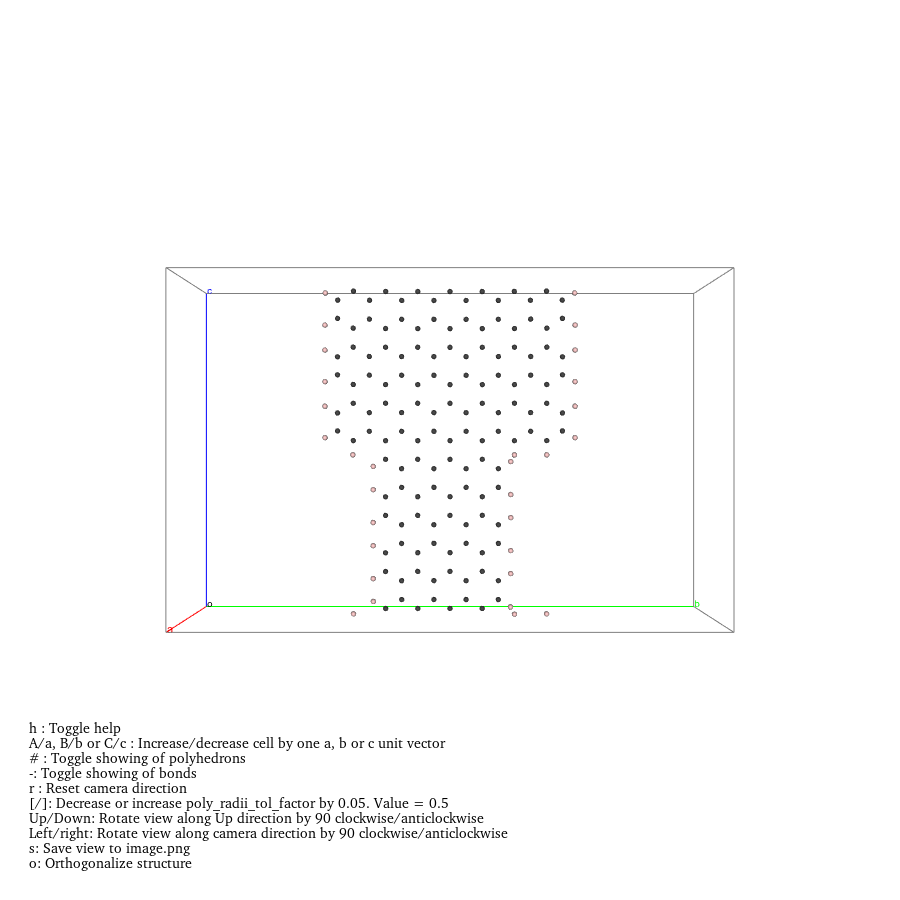 c
o
b
a
h : Toggle help
A/a, B/b or C/c : Increase/decrease cell by one a, b or c unit vector
# : Toggle showing of polyhedrons
-: Toggle showing of bonds
r : Reset camera direction
[/]: Decrease or increase poly_radii_tol_factor by 0.05. Value = 0.5
Up/Down: Rotate view along Up direction by 90 clockwise/anticlockwise
Left/right: Rotate view along camera direction by 90 clockwise/anticlockwise
s: Save view to image.png
o: Orthogonalize structure